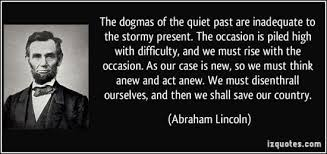 The dogmas of the quiet past are inadequate to
the stormy present. The occasion is piled high
with difficulty, and we must rise with the
occasion. As our case is new, so we must think
anew and act anew. We must disenthrall
ourselves, and then we shall save our country.
(Abraham Lincoln)
izquotes.com